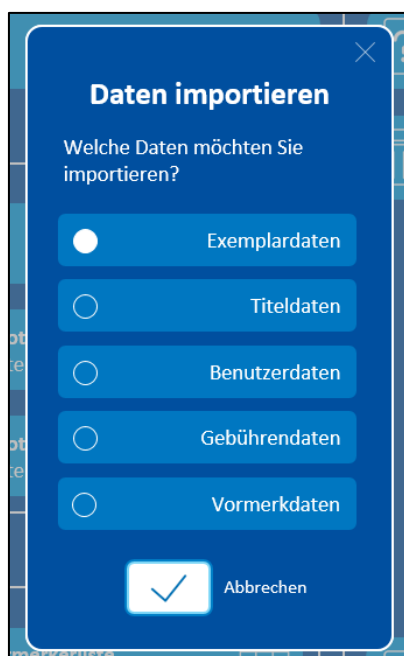 Daten importieren
Welche Daten möchten Sie
importieren?
Exemplardaten
Titeldaten
Benutzerdaten
Gebührendaten
Vormerkdaten
Abbrechen